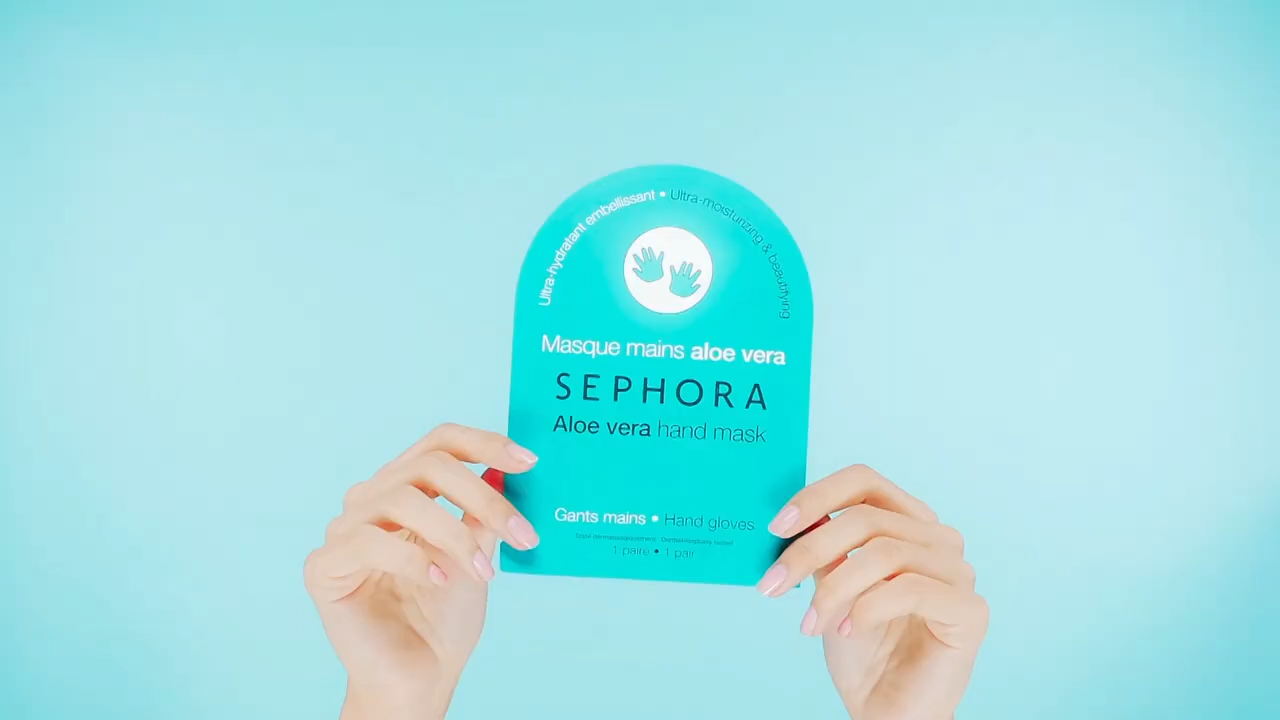 Ultra-hydratant embellissant • Ultra-moisturizing & beautifying
Masque mains aloe vera
SEPHORA
Aloe vera hand mask
Gants mains • Hand gloves
1 paire • 1 pair